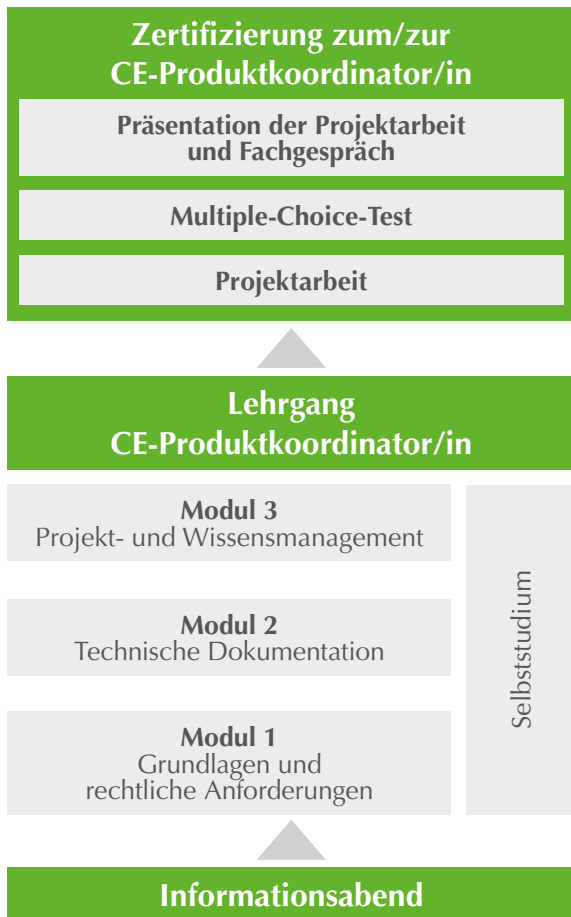 Zertifizierung zum/zur
CE-Produktkoordinator/in
Präsentation der Projektarbeit
und Fachgespräch
Multiple-Choice-Test
Projektarbeit
Lehrgang
CE-Produktkoordinator/in
Modul 3
Projekt- und Wissensmanagement
Modul 2
Technische Dokumentation
Modul 1
Grundlagen und
rechtliche Anforderungen
Selbststudium
Informationsabend